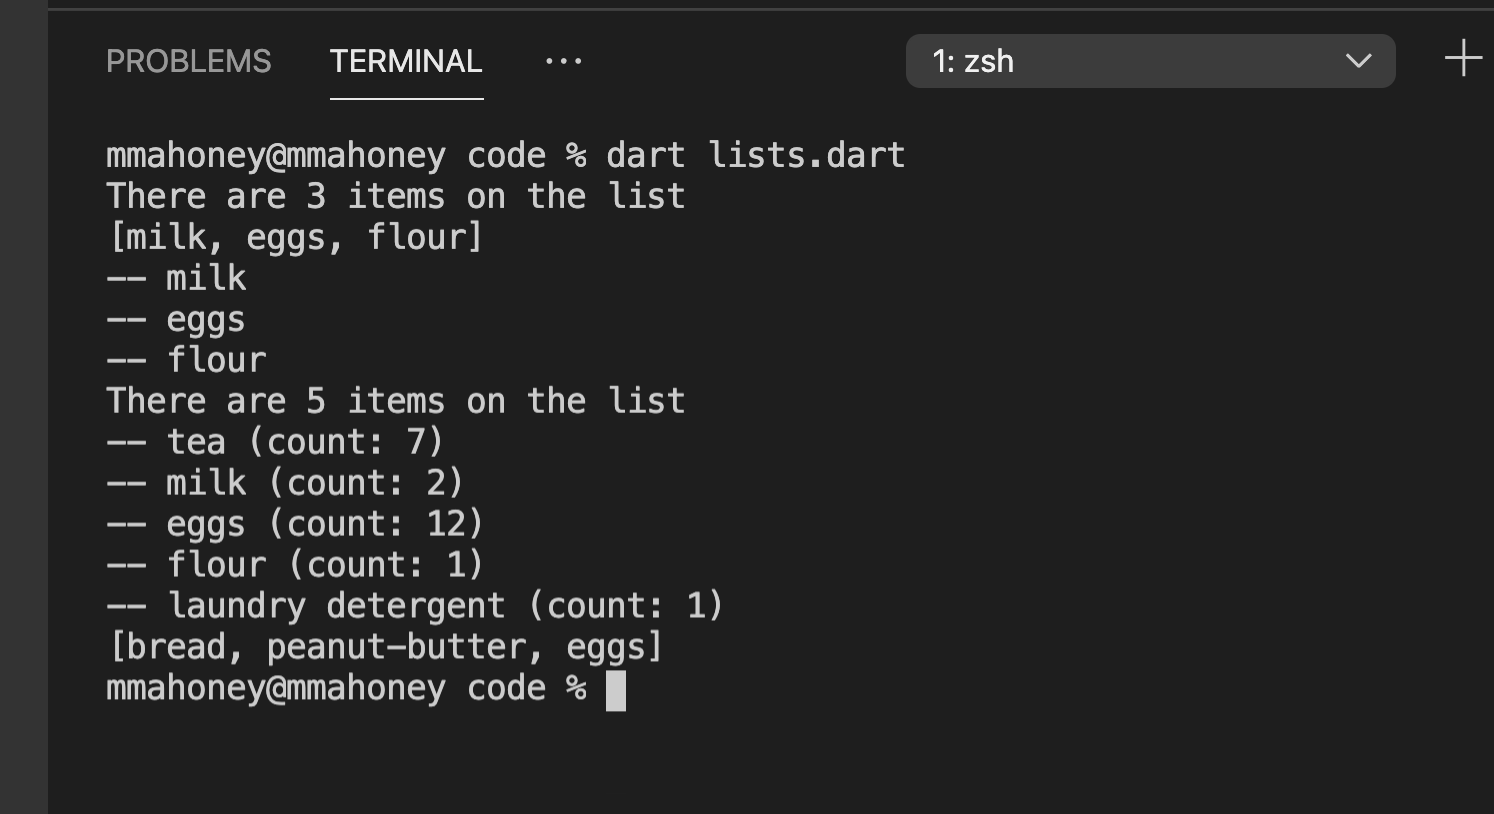 PROBLEMS TERMINAL ··· 1: zsh
mmahoney@mmahoney code % dart lists.dart
There are 3 items on the list
[milk, eggs, flour]
-- milk
-- eggs
-- flour
There are 5 items on the list
-- tea (count: 7)
-- milk (count: 2)
-- eggs (count: 12)
-- flour (count: 1)
-- laundry detergent (count: 1)
[bread, peanut-butter, eggs]
mmahoney@mmahoney code %